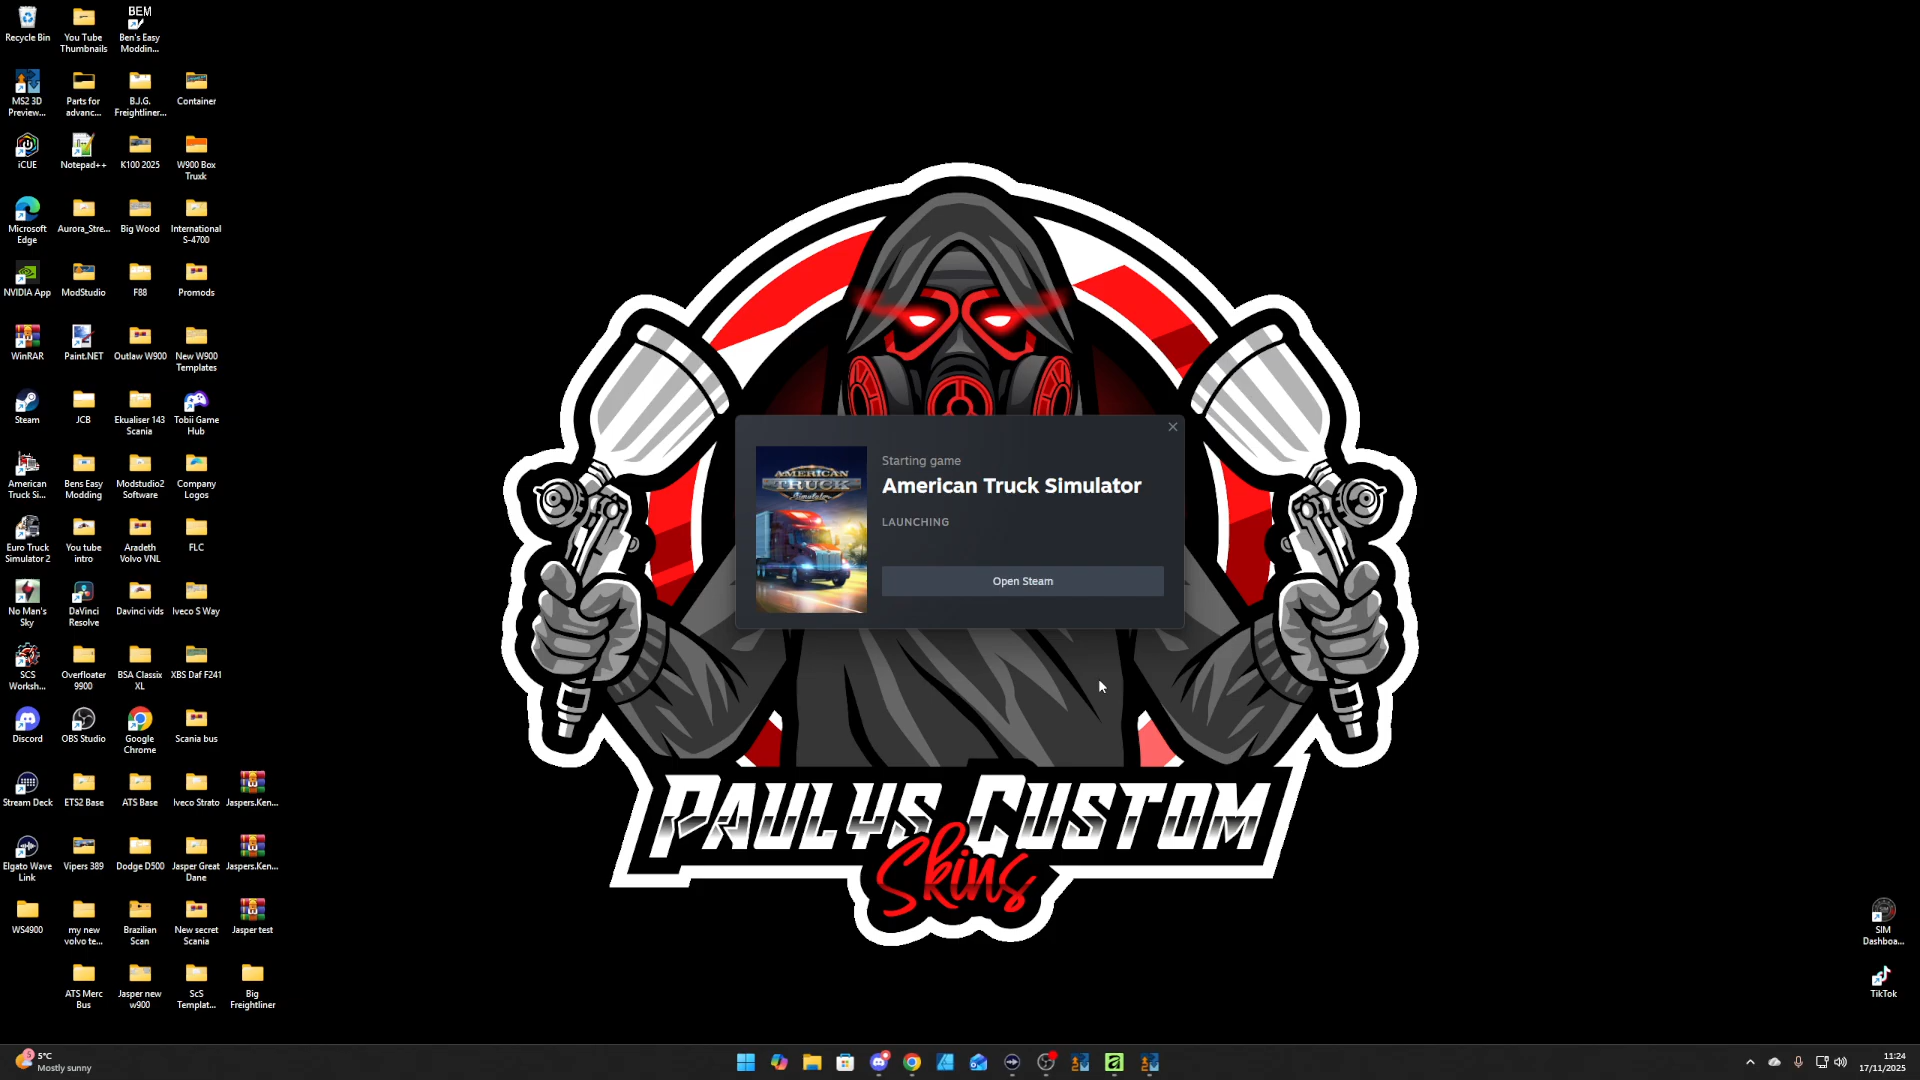 Recycle Bin
You Tube
Thumbnails
BEM
Ben's Easy
Moddin...
MS2 3D
Preview...
Parts for
advanc...
B.J.G.
Freightliner...
Container
iCUE
Notepad++
K100 2025
W900 Box
Truxk
Microsoft
Edge
Aurora_Stre...
Big Wood
International
S-4700
NVIDIA App
ModStudio
F88
Promods
WinRAR
Paint.NET
Outlaw W900
New W900
Templates
Steam
JCB
Ekualiser 143
Scania
Tobii Game
Hub
American
Truck Si...
Bens Easy
Modding
Modstudio2
Software
Company
Logos
Euro Truck
Simulator 2
You tube
intro
Aradeth
Volvo VNL
FLC
No Man's
Sky
DaVinci
Resolve
Davinci vids
Iveco S Way
SCS
Worksh...
Overfloater
9900
BSA Classix
XL
XBS Daf F241
Discord
OBS Studio
Google
Chrome
Scania bus
Stream Deck
ETS2 Base
ATS Base
Iveco Strato
Jaspers.Ken...
Elgato Wave
Link
Vipers 389
Dodge D500
Jasper Great
Dane
Jaspers.Ken...
WS4900
my new
volvo te...
Brazilian
Scan
New secret
Scania
Jasper test
ATS Merc
Bus
Jasper new
w900
ScS
Templat...
Big
Freightliner
AMERICAN
TRUCK
Simulator
Starting game
American Truck Simulator
LAUNCHING
Open Steam
PAULYS CUSTOM
Skins
SIM
Dashboa...
TikTok
5°C
Mostly sunny
11:24
17/11/2025